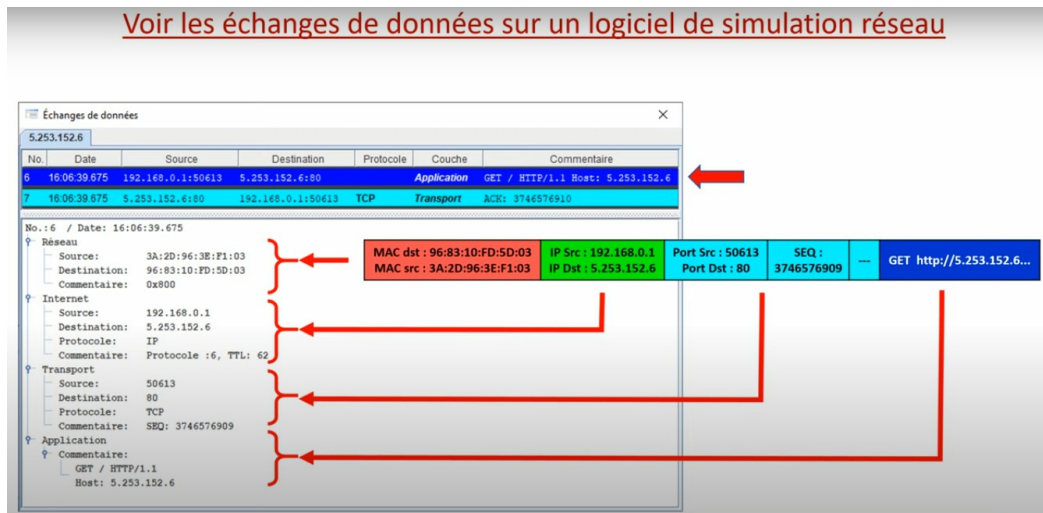 Voir les échanges de données sur un logiciel de simulation réseau
Échanges de données
5.253.152.6
No. Date Source Destination Protocole Couche Commentaire
6 16:06:39.675 192.168.0.1:50613 5.253.152.6:80 Application GET / HTTP/1.1 Host: 5.253.152.6
7 16:06:39.675 5.253.152.6:80 192.168.0.1:50613 TCP Transport ACK: 3746576910
No.:6 / Date: 16:06:39.675
Réseau
Source: 3A:2D:96:3E:F1:03
Destination: 96:83:10:FD:5D:03
Commentaire: 0x800
Internet
Source: 192.168.0.1
Destination: 5.253.152.6
Protocole: IP
Commentaire: Protocole :6, TTL: 62
Transport
Source: 50613
Destination: 80
Protocole: TCP
Commentaire: SEQ: 3746576909
Application
Commentaire:
GET / HTTP/1.1
Host: 5.253.152.6
MAC dst : 96:83:10:FD:5D:03
MAC src : 3A:2D:96:3E:F1:03
IP Src : 192.168.0.1
IP Dst : 5.253.152.6
Port Src : 50613
Port Dst : 80
SEQ :
3746576909
---
GET http://5.253.152.6...